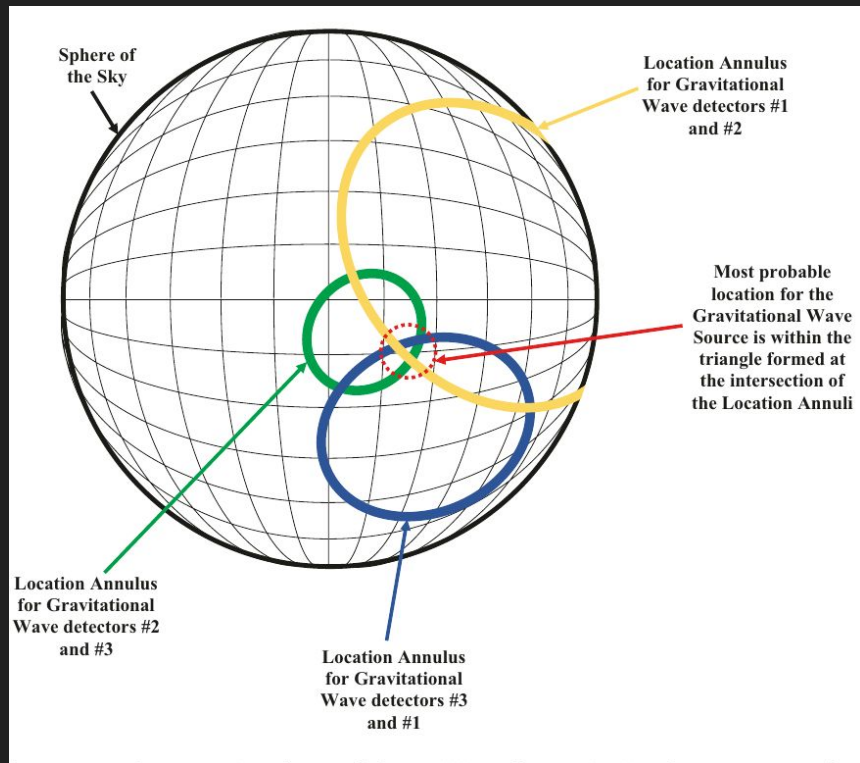 Sphere of
the Sky
Location Annulus
for Gravitational
Wave detectors #1
and #2
Most probable
location for the
Gravitational Wave
Source is within the
triangle formed at
the intersection of
the Location Annuli
Location Annulus
for Gravitational
Wave detectors #2
and #3
Location Annulus
for Gravitational
Wave detectors #3
and #1